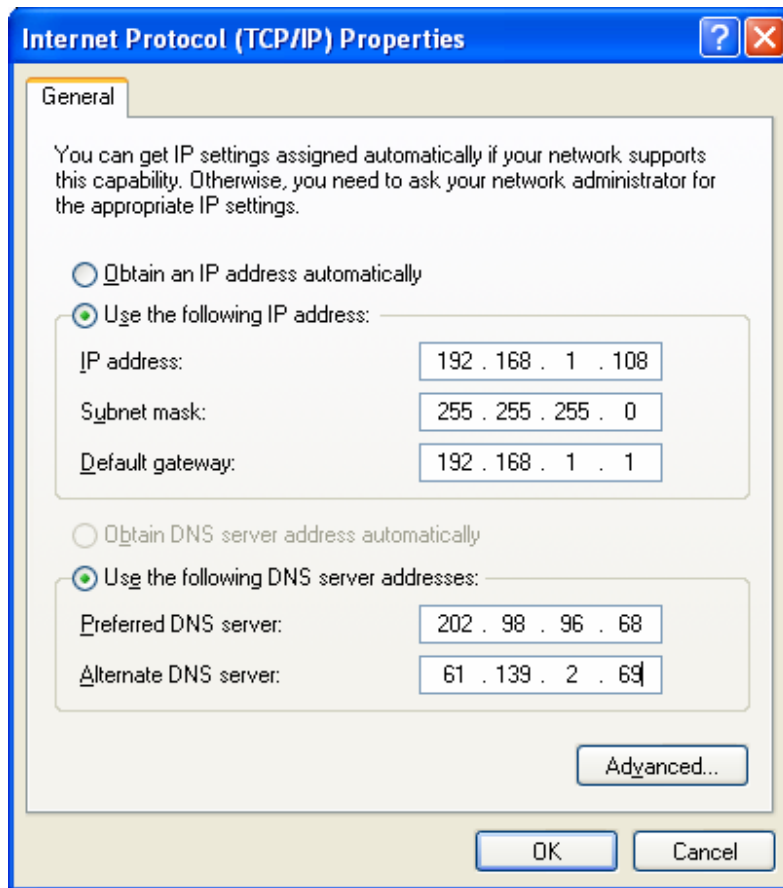 Internet Protocol (TCP/IP) Properties
General
You can get IP settings assigned automatically if your network supports
this capability. Otherwise, you need to ask your network administrator for
the appropriate IP settings.
Obtain an IP address automatically
Use the following IP address:
IP address: 192 . 168 . 1 . 108
Subnet mask: 255 . 255 . 255 . 0
Default gateway: 192 . 168 . 1 . 1
Obtain DNS server address automatically
Use the following DNS server addresses:
Preferred DNS server: 202 . 98 . 96 . 68
Alternate DNS server: 61 . 139 . 2 . 69
Advanced...
OK Cancel